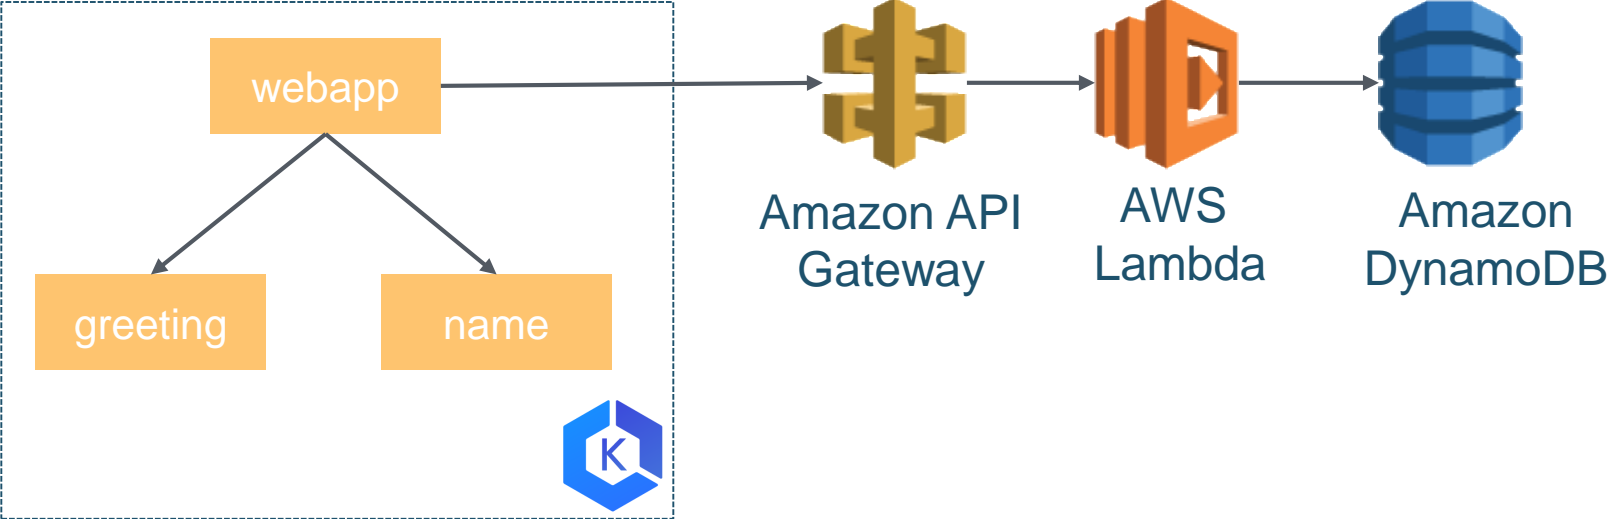 webapp
greeting
name
K
Amazon API
Gateway
AWS
Lambda
Amazon
DynamoDB